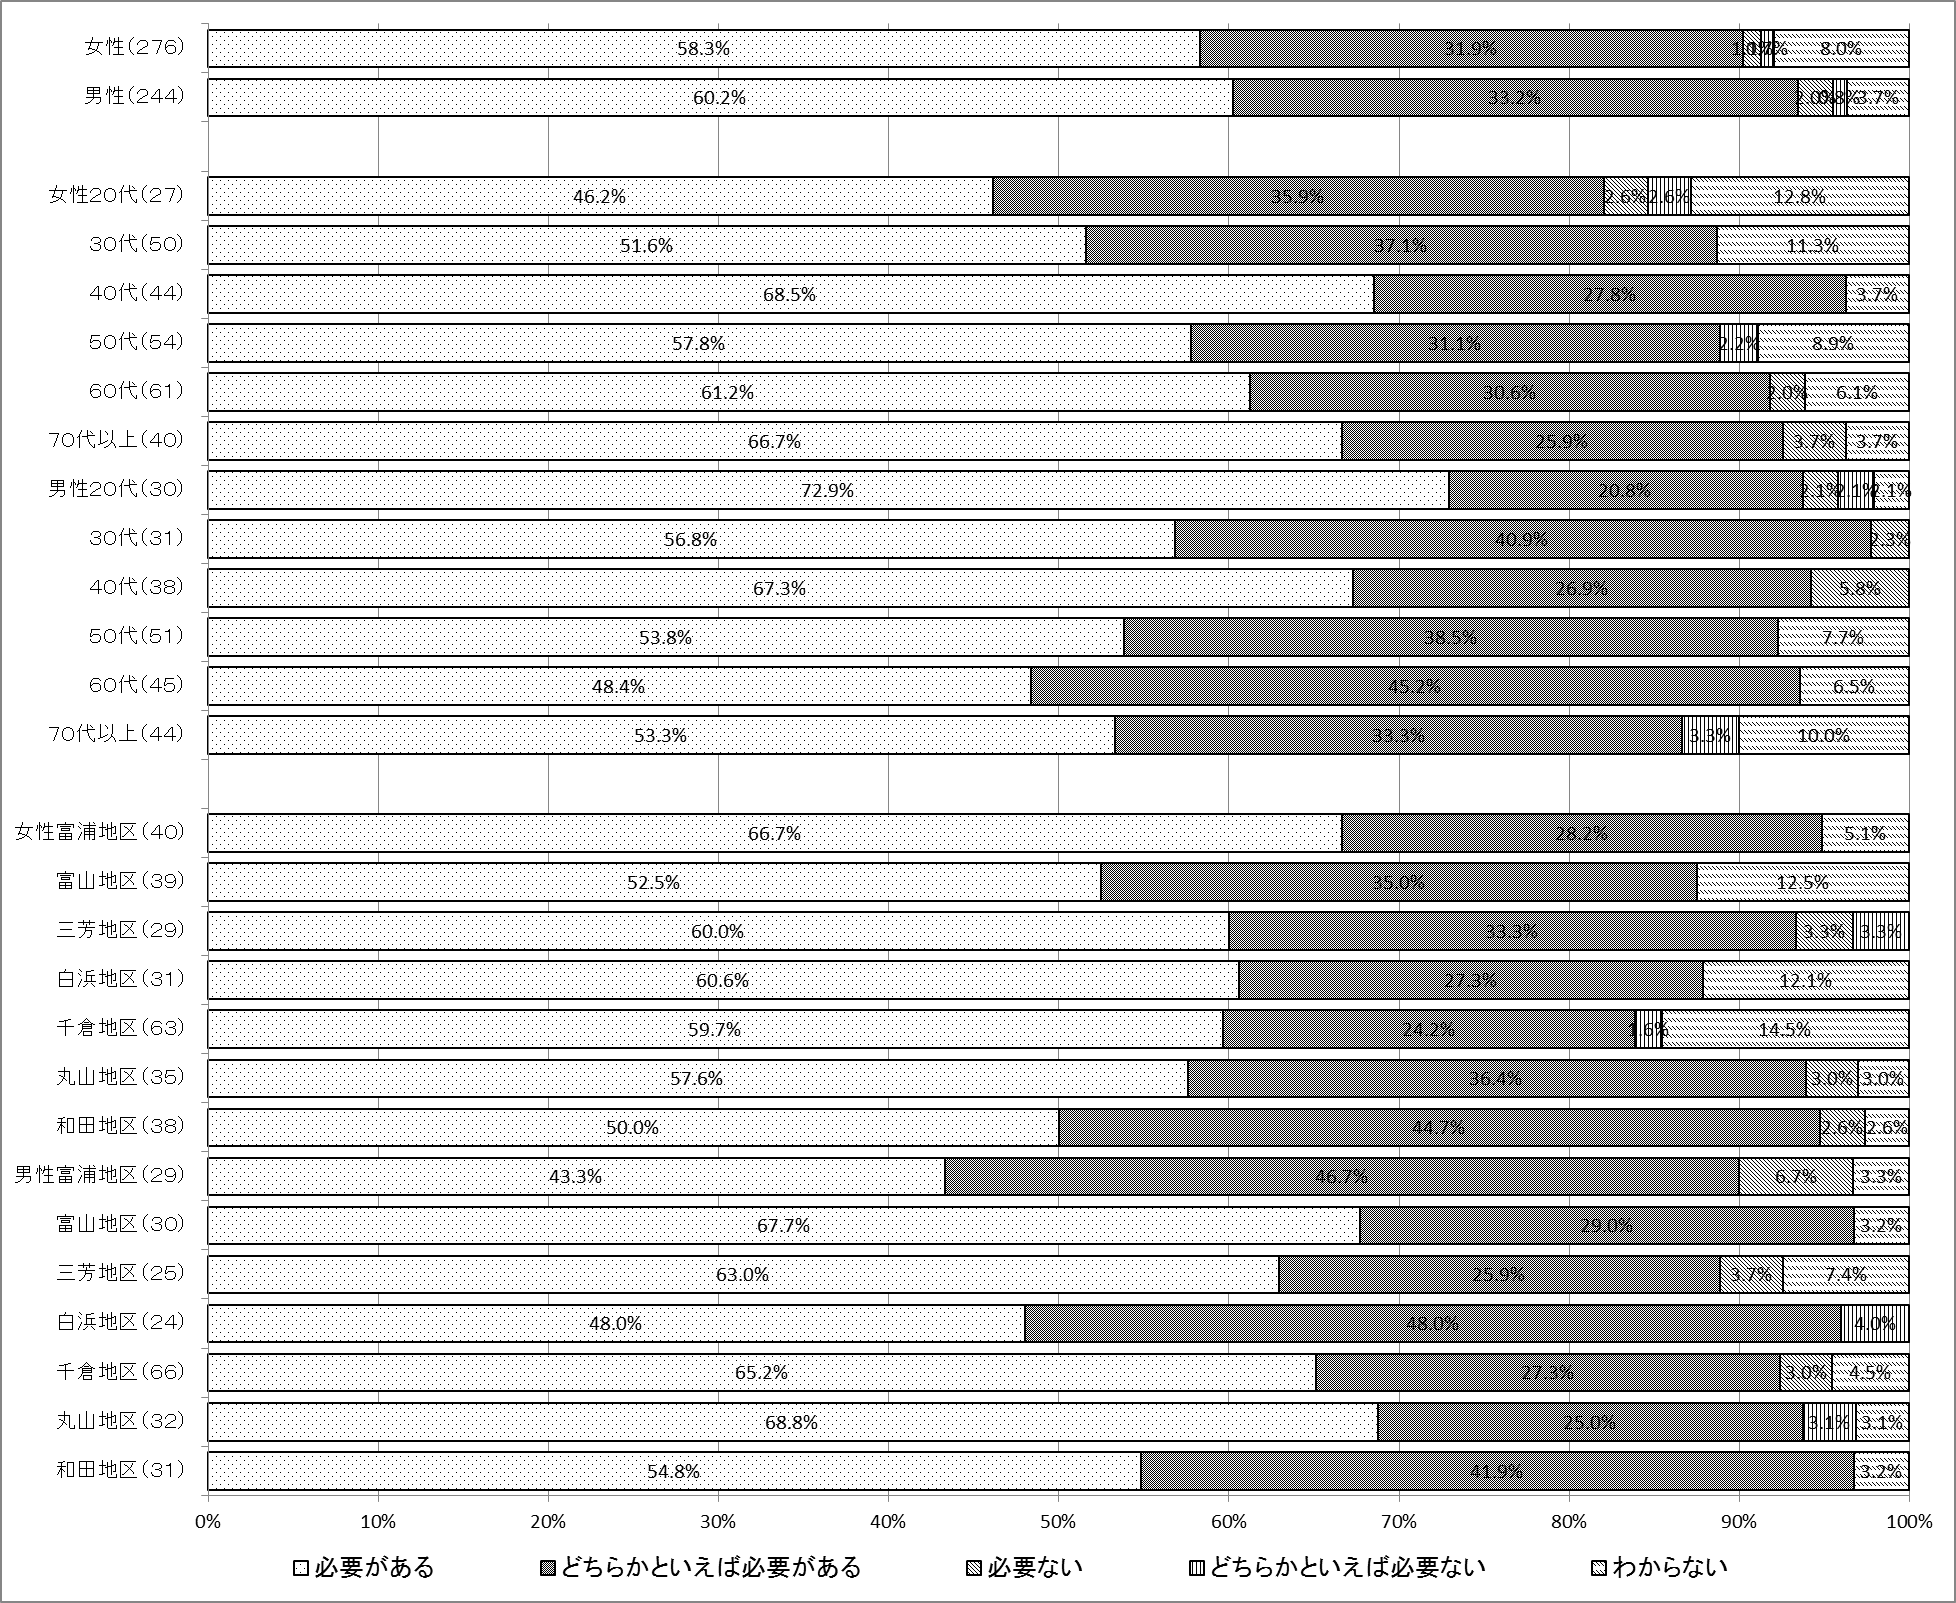 女性(276) 58.3% 31.9% 8.0%
男性(244) 60.2% 33.2% 2.0% 0.8% 3.7%
女性20代(27) 46.2% 35.9% 2.6% 2.6% 12.8%
30代(50) 51.6% 37.1% 11.3%
40代(44) 68.5% 27.8% 3.7%
50代(54) 57.8% 31.1% 2.2% 8.9%
60代(61) 61.2% 30.6% 2.0% 6.1%
70代以上(40) 66.7% 25.9% 3.7% 3.7%
男性20代(30) 72.9% 20.8% 2.1% 2.1% 2.1%
30代(31) 56.8% 40.9% 2.3%
40代(38) 67.3% 26.9% 5.8%
50代(51) 53.8% 38.5% 7.7%
60代(45) 48.4% 45.2% 6.5%
70代以上(44) 53.3% 33.3% 3.3% 10.0%
女性富浦地区(40) 66.7% 28.2% 5.1%
富山地区(39) 52.5% 35.0% 12.5%
三芳地区(29) 60.0% 33.3% 3.3% 3.3%
白浜地区(31) 60.6% 27.3% 12.1%
千倉地区(63) 59.7% 24.2% 1.6% 14.5%
丸山地区(35) 57.6% 36.4% 3.0% 3.0%
和田地区(38) 50.0% 44.7% 2.6% 2.6%
男性富浦地区(29) 43.3% 46.7% 6.7% 3.3%
富山地区(30) 67.7% 29.0% 3.2%
三芳地区(25) 63.0% 25.9% 3.7% 7.4%
白浜地区(24) 48.0% 48.0% 4.0%
千倉地区(66) 65.2% 27.3% 3.0% 4.5%
丸山地区(32) 68.8% 25.0% 3.1% 3.1%
和田地区(31) 54.8% 41.9% 3.2%
0% 10% 20% 30% 40% 50% 60% 70% 80% 90% 100%
必要がある どちらかといえば必要がある 必要ない どちらかといえば必要ない わからない